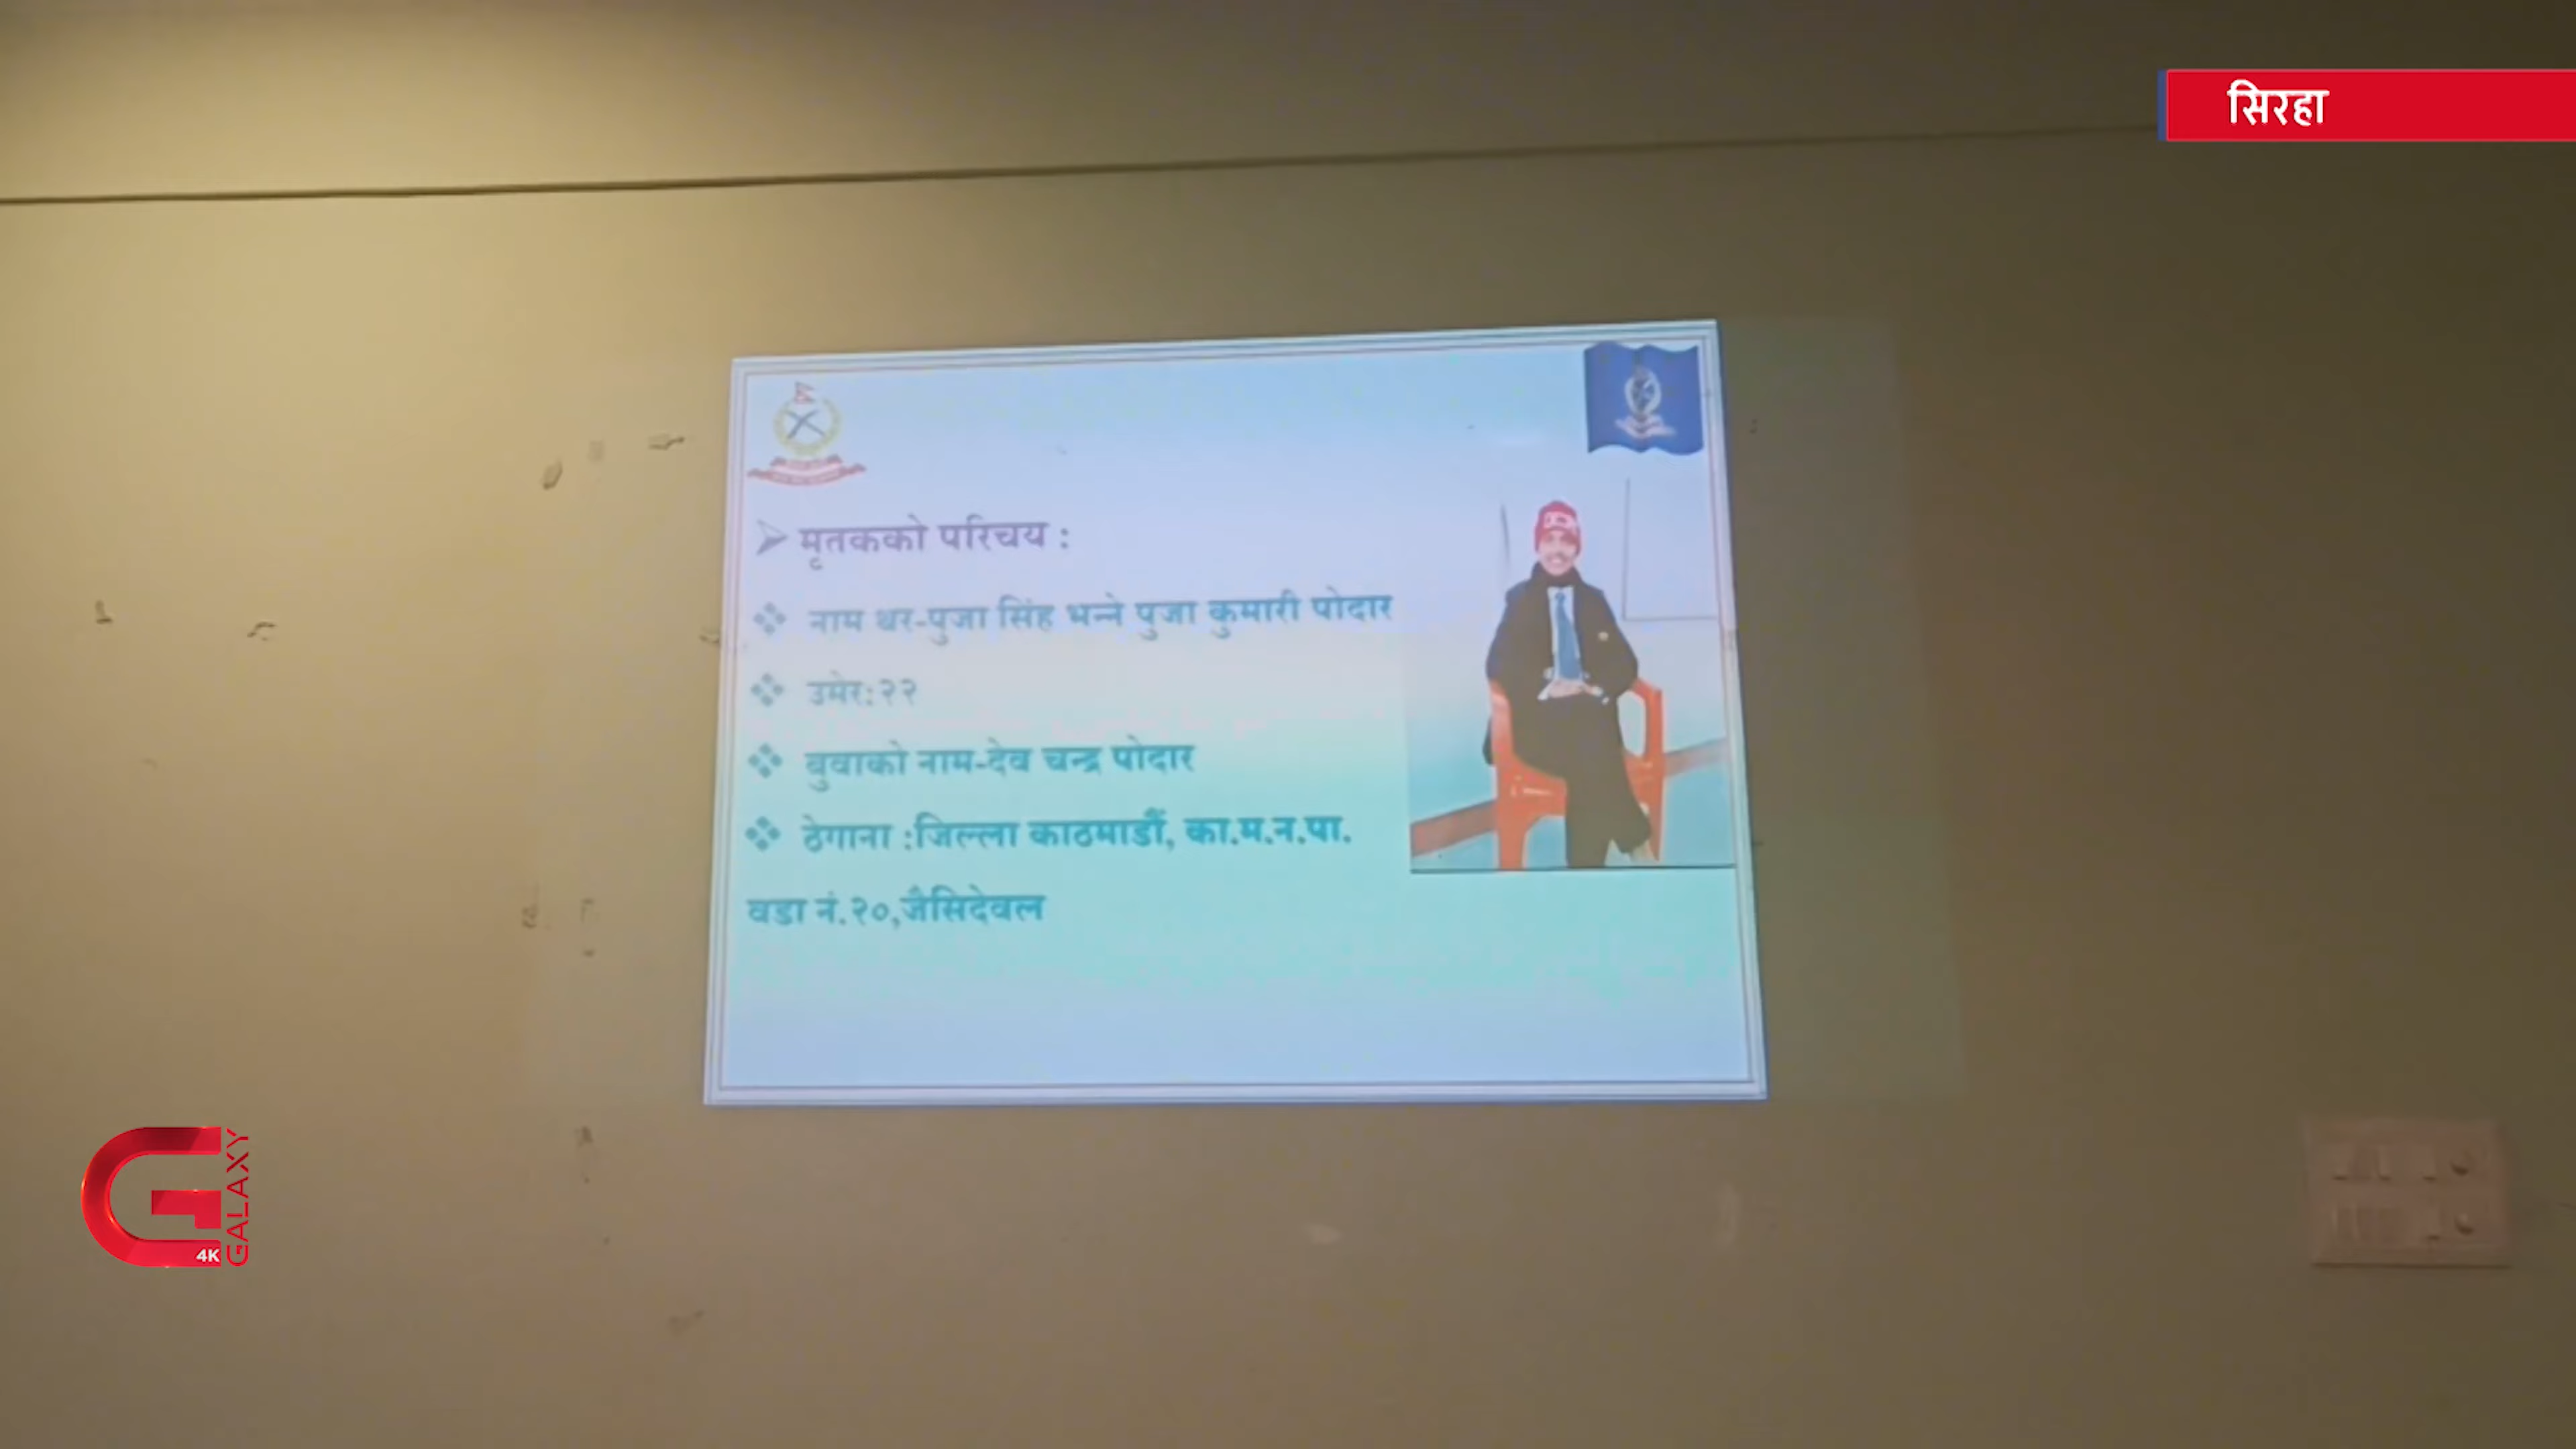 सिरहा
मृतकको परिचय :
नाम थर-पुजा सिंह भन्ने पुजा कुमारी पोदार
उमेर:२२
बुवाको नाम-देव चन्द्र पोदार
ठेगाना :जिल्ला काठमाडौं, का.म.न.पा.
वडा नं.२०,जैसिदेवल
GALAXY
4K